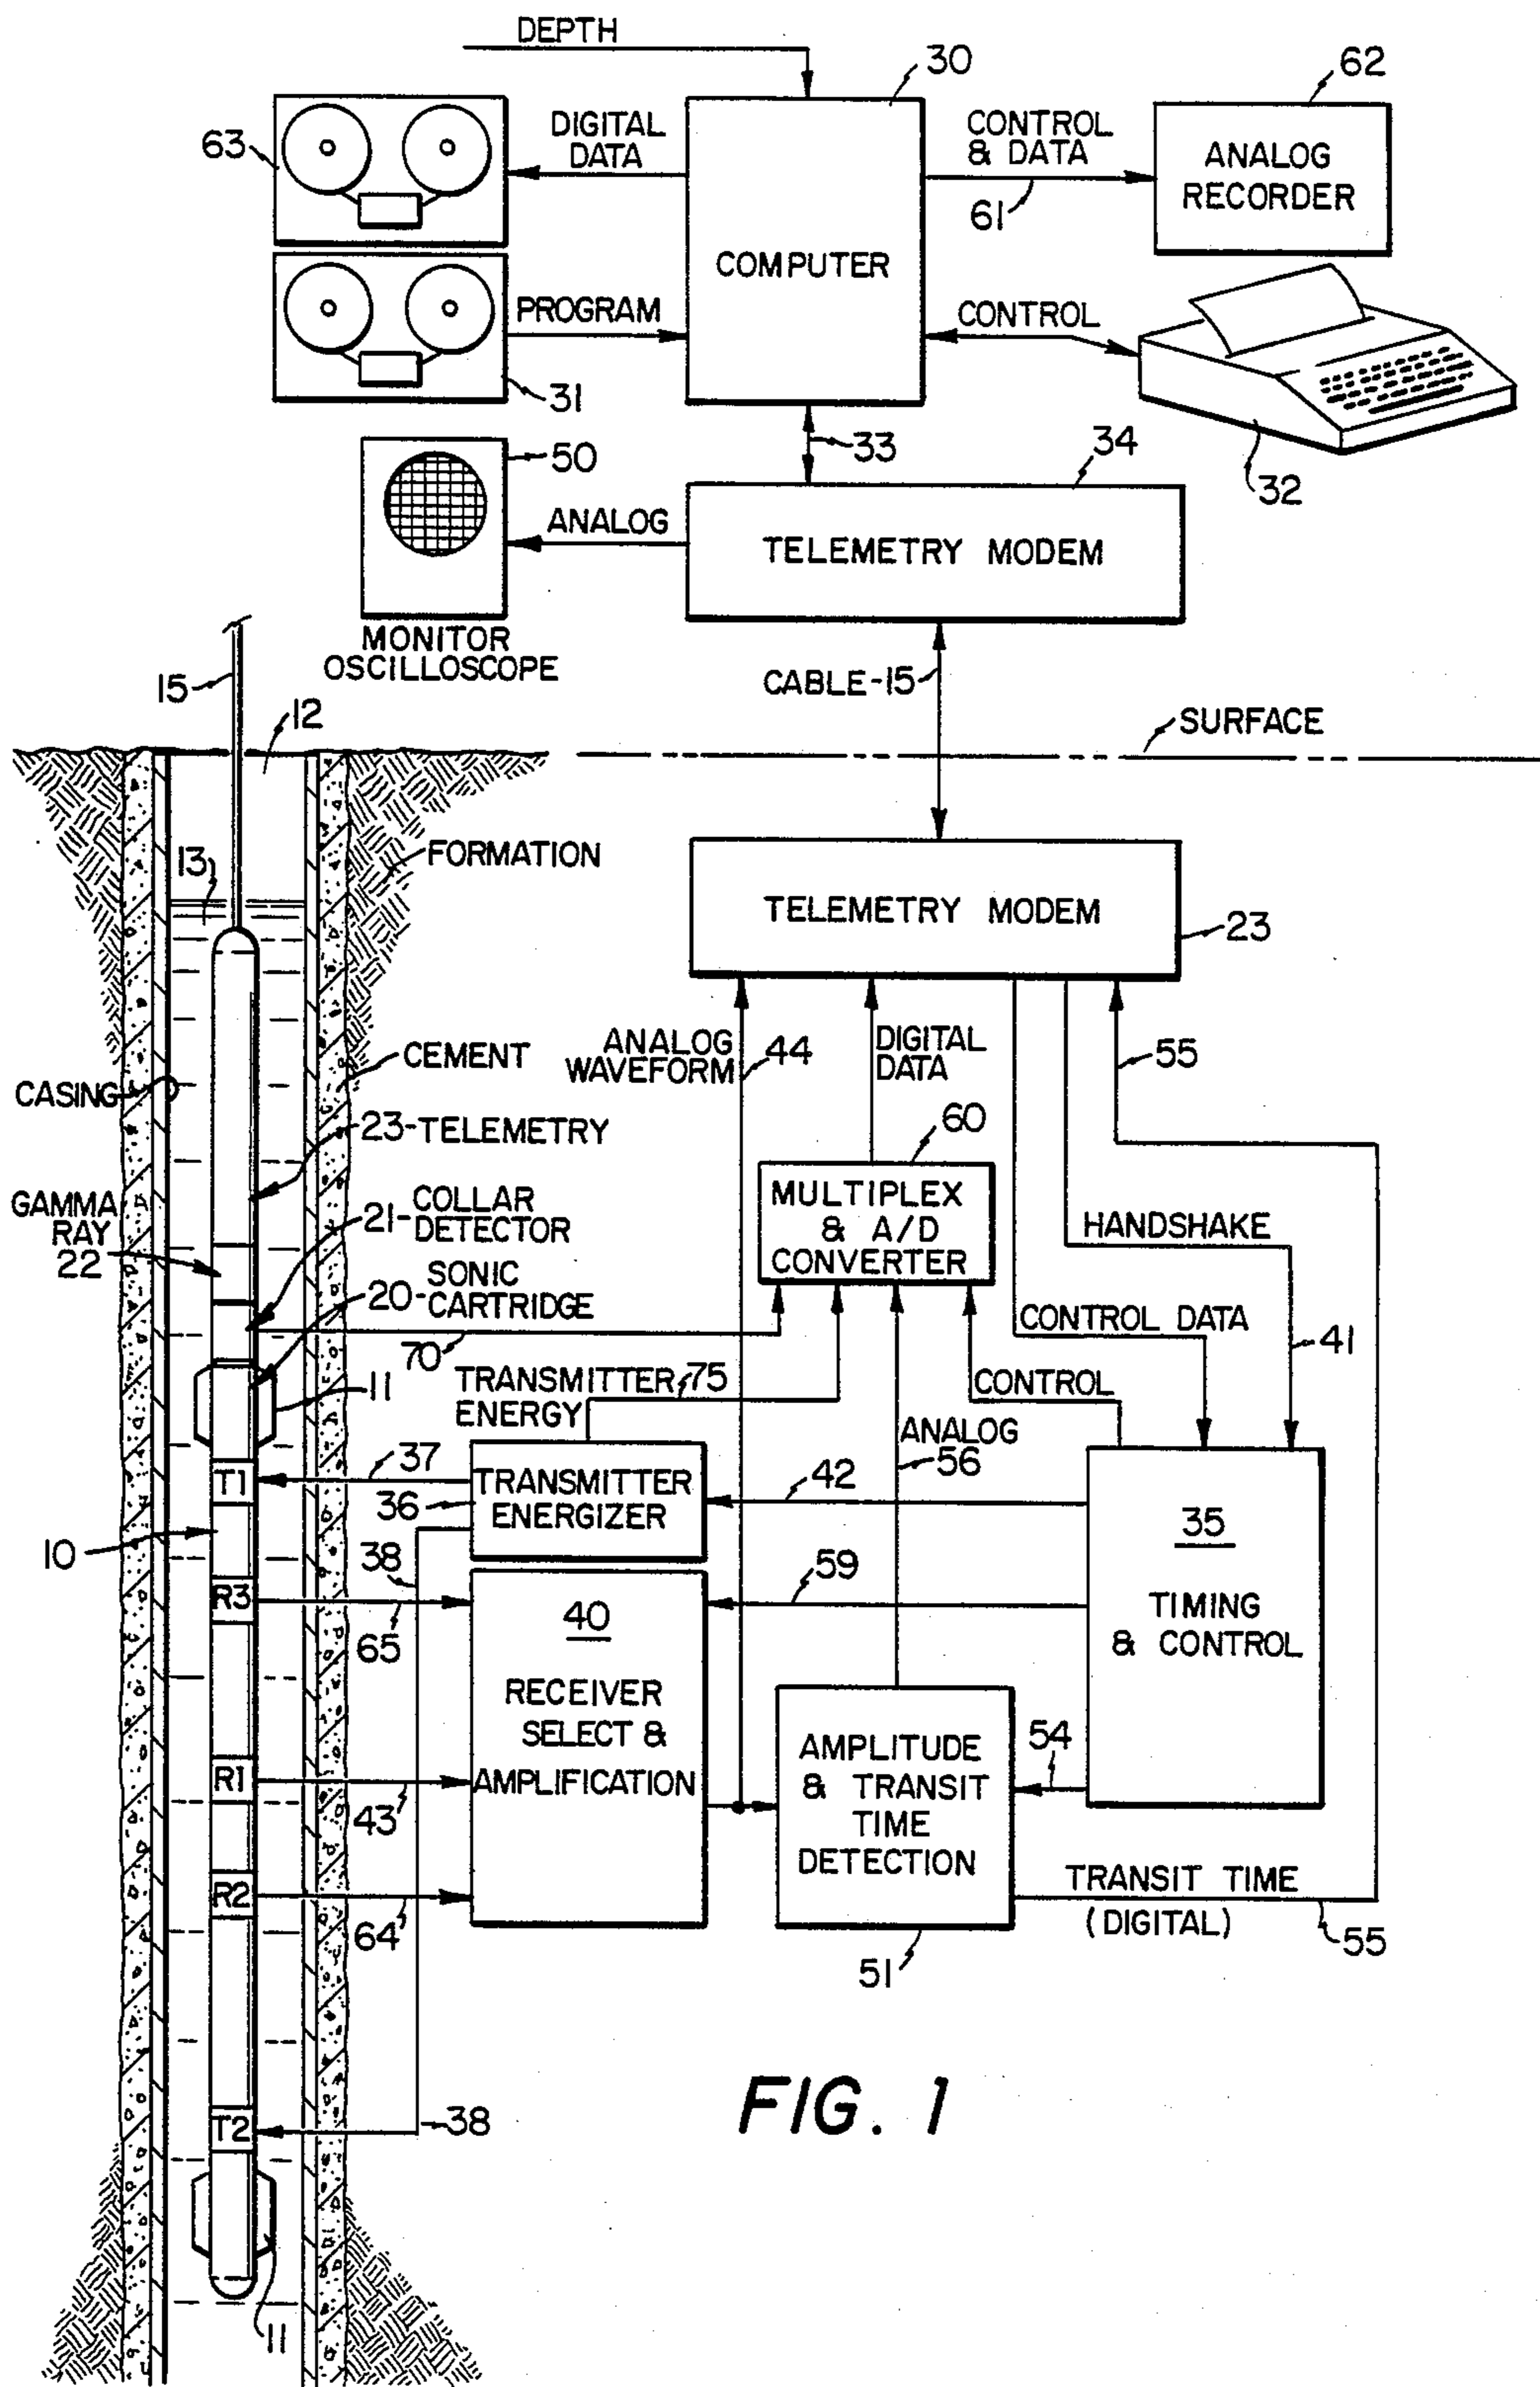 DEPTH
30
62
63
DIGITAL
DATA
CONTROL
& DATA
61
ANALOG
RECORDER
COMPUTER
PROGRAM
CONTROL
31
33
34
32
50
ANALOG
TELEMETRY MODEM
MONITOR
OSCILLOSCOPE
CABLE-15
15
12
SURFACE
13
FORMATION
TELEMETRY MODEM
23
CASING
CEMENT
ANALOG
WAVEFORM
44
DIGITAL
DATA
55
23-TELEMETRY
60
GAMMA
RAY
22
21-COLLAR
DETECTOR
MULTIPLEX
& A/D
CONVERTER
HANDSHAKE
20-SONIC
CARTRIDGE
70
CONTROL DATA
41
11
TRANSMITTER
ENERGY
75
CONTROL
ANALOG
56
T1
37
36
TRANSMITTER
ENERGIZER
42
35
TIMING
& CONTROL
10
38
59
R3
65
40
RECEIVER
SELECT &
AMPLIFICATION
R1
43
AMPLITUDE
& TRANSIT
TIME
DETECTION
54
R2
64
TRANSIT TIME
(DIGITAL)
55
51
T2
38
FIG. 1
11